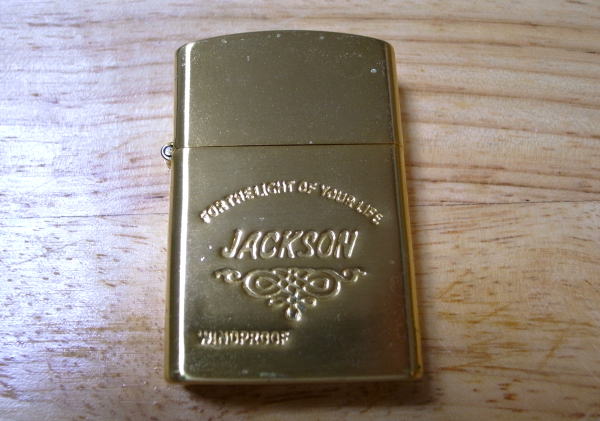 FOR THE LIGHT OF YOUR LIFE
JACKSON
WINDPROOF